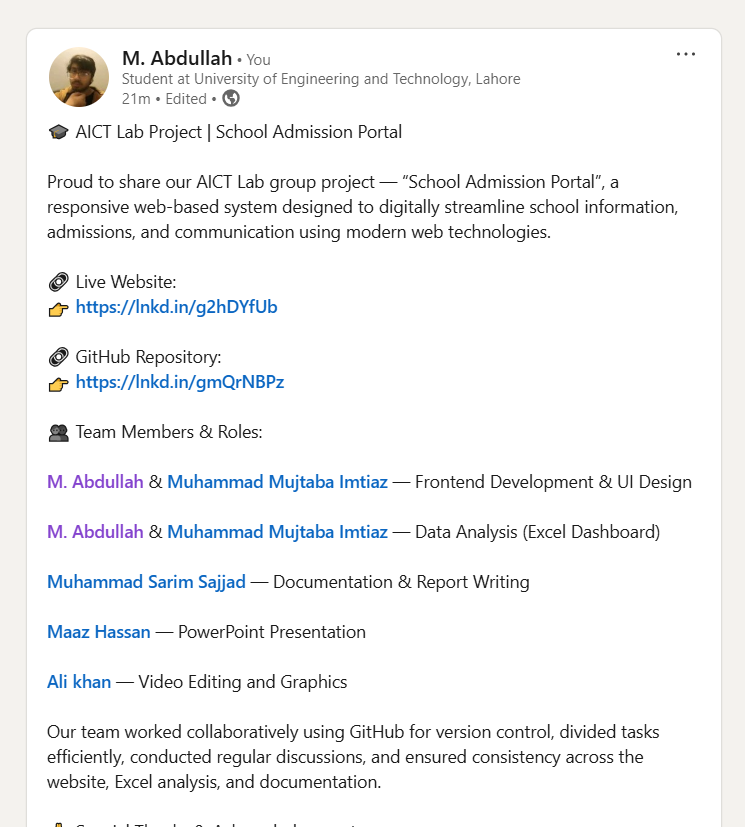 M. Abdullah • You
Student at University of Engineering and Technology, Lahore
21m • Edited •
🎓 AICT Lab Project | School Admission Portal
Proud to share our AICT Lab group project — “School Admission Portal”, a
responsive web-based system designed to digitally streamline school information,
admissions, and communication using modern web technologies.
🔗 Live Website:
👉 https://lnkd.in/g2hDYfUb
🔗 GitHub Repository:
👉 https://lnkd.in/gmQrNBPz
👥 Team Members & Roles:
M. Abdullah & Muhammad Mujtaba Imtiaz — Frontend Development & UI Design
M. Abdullah & Muhammad Mujtaba Imtiaz — Data Analysis (Excel Dashboard)
Muhammad Sarim Sajjad — Documentation & Report Writing
Maaz Hassan — PowerPoint Presentation
Ali khan — Video Editing and Graphics
Our team worked collaboratively using GitHub for version control, divided tasks
efficiently, conducted regular discussions, and ensured consistency across the
website, Excel analysis, and documentation.